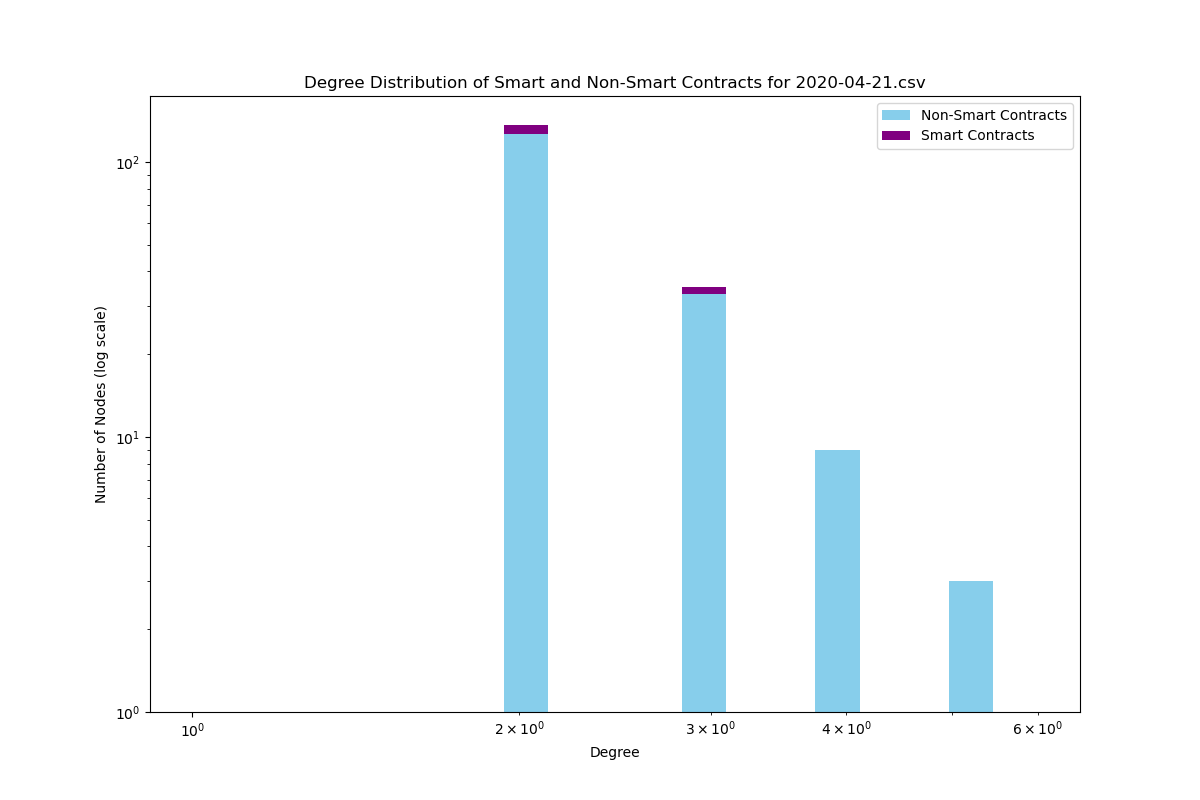 Degree Distribution of Smart and Non-Smart Contracts for 2020-04-21.csv
Non-Smart Contracts
Smart Contracts
Number of Nodes (log scale)
10²
10¹
10⁰
10⁰ 2 × 10⁰ 3 × 10⁰ 4 × 10⁰ 6 × 10⁰
Degree